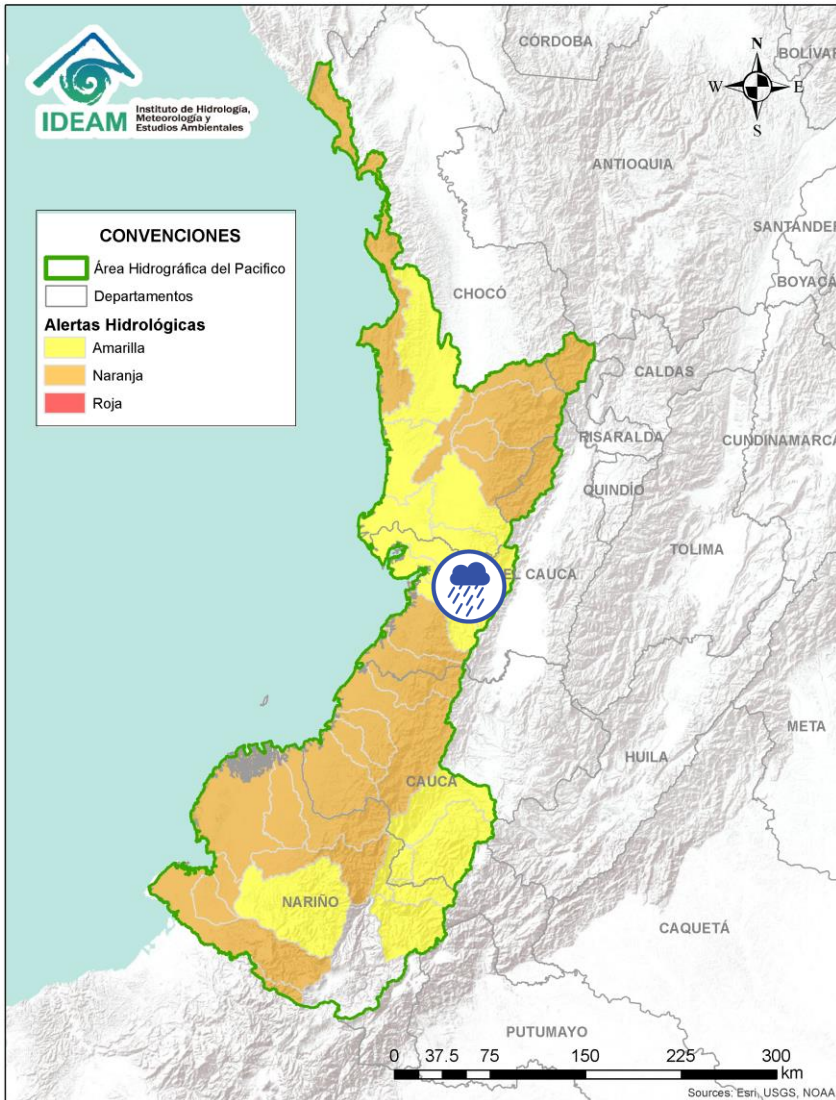 IDEAM
Instituto de Hidrología,
Meteorología y
Estudios Ambientales
CÓRDOBA
BOLÍVAR
N
W
E
S
ANTIOQUIA
SANTANDER
BOYACÁ
CONVENCIONES
Área Hidrográfica del Pacifico
Departamentos
Alertas Hidrológicas
Amarilla
Naranja
Roja
CHOCÓ
CALDAS
RISARALDA
CUNDINAMARCA
QUINDÍO
TOLIMA
EL CAUCA
META
HUILA
CAUCA
NARIÑO
CAQUETÁ
PUTUMAYO
0 37.5 75 150 225 300
km
Sources: Esri, USGS, NOAA